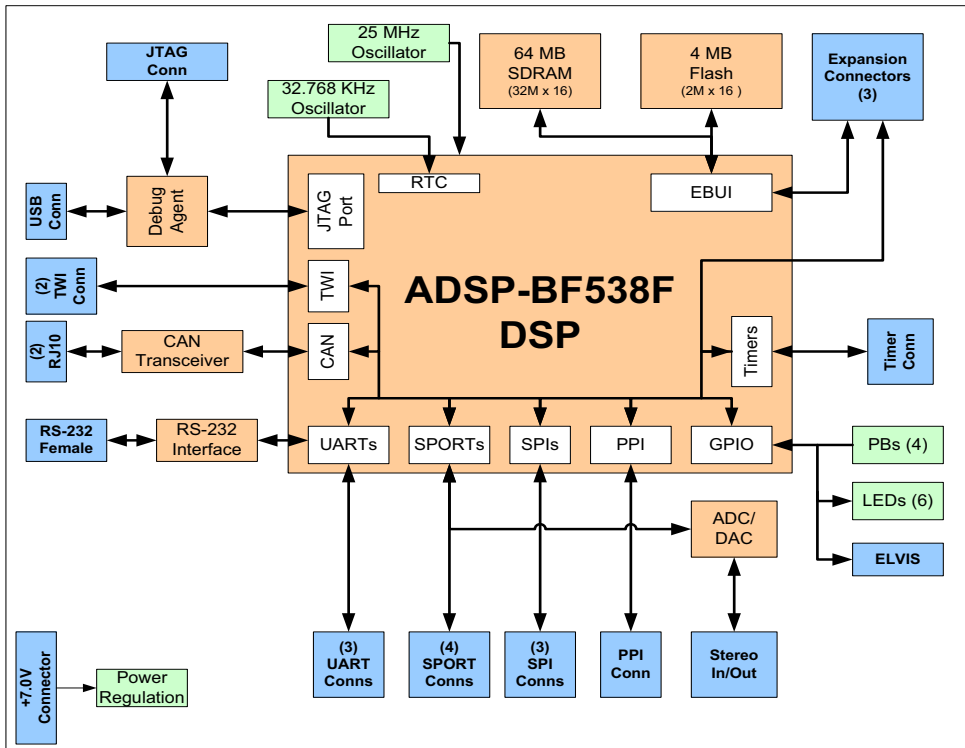 JTAG
Conn
25 MHz
Oscillator
32.768 KHz
Oscillator
64 MB
SDRAM
(32M x 16)
4 MB
Flash
(2M x 16 )
Expansion
Connectors
(3)
RTC
EBUI
USB
Conn
Debug
Agent
JTAG
Port
(2)
TWI
Conn
TWI
ADSP-BF538F
DSP
(2)
RJ10
CAN
Transceiver
CAN
Timers
Timer
Conn
RS-232
Female
RS-232
Interface
UARTs
SPORTs
SPIs
PPI
GPIO
PBs (4)
LEDs (6)
ELVIS
ADC/
DAC
(3)
UART
Conns
(4)
SPORT
Conns
(3)
SPI
Conns
PPI
Conn
Stereo
In/Out
+7.0V
Connector
Power
Regulation